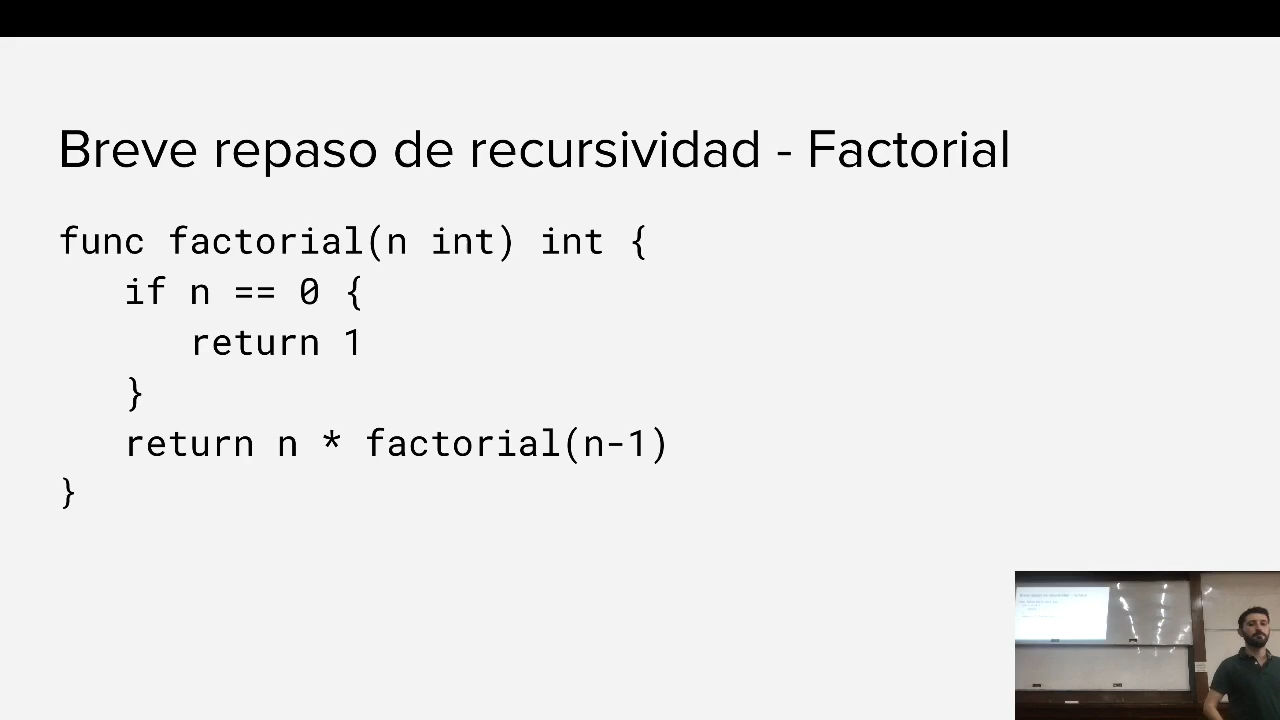 Breve repaso de recursividad - Factorial
func factorial(n int) int {
   if n == 0 {
      return 1
   }
   return n * factorial(n-1)
}